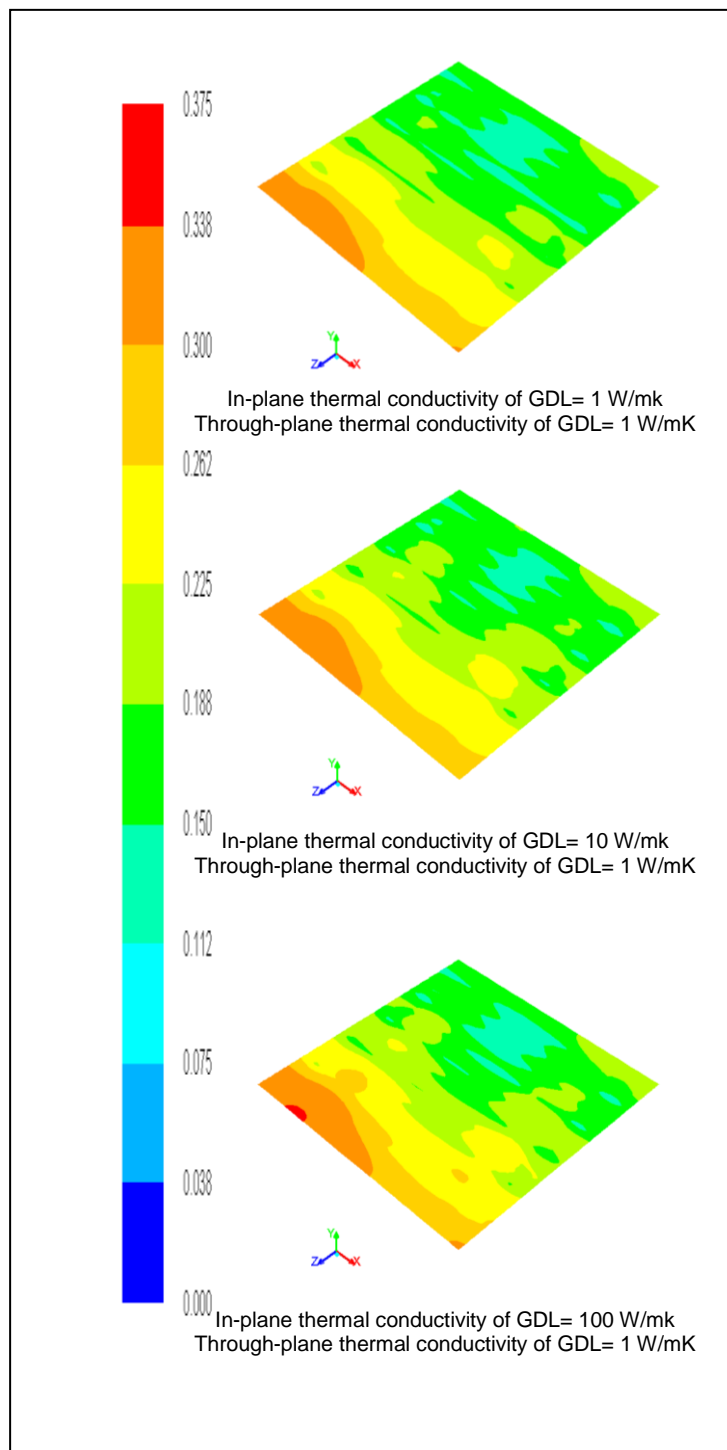 0.375
0.338
0.300
0.262
0.225
0.188
0.150
0.112
0.075
0.038
0.000
Y
Z
X
In-plane thermal conductivity of GDL= 1 W/mk
Through-plane thermal conductivity of GDL= 1 W/mK
Y
Z
X
In-plane thermal conductivity of GDL= 10 W/mk
Through-plane thermal conductivity of GDL= 1 W/mK
Y
Z
X
In-plane thermal conductivity of GDL= 100 W/mk
Through-plane thermal conductivity of GDL= 1 W/mK